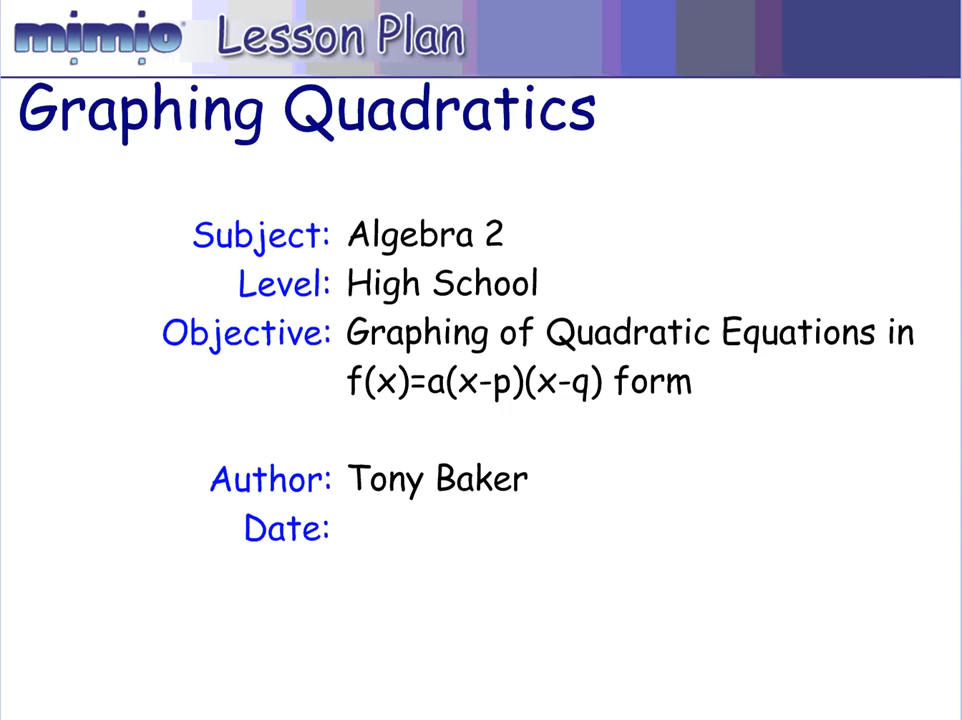 mimio Lesson Plan
Graphing Quadratics
Subject: Algebra 2
Level: High School
Objective: Graphing of Quadratic Equations in
f(x)=a(x-p)(x-q) form
Author: Tony Baker
Date: